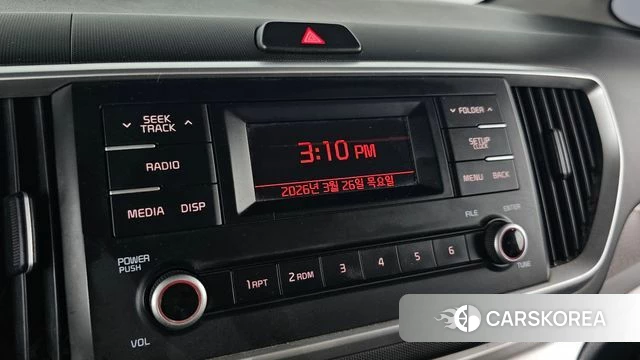 SEEK
TRACK
RADIO
MEDIA DISP
3:10 PM
2026년 3월 26일 목요일
FOLDER
SETUP
CLOCK
MENU BACK
POWER
PUSH
VOL
1 APT
2 RDM
3
4
5
6
FILE
ENTER
TUNE
CARSKOREA